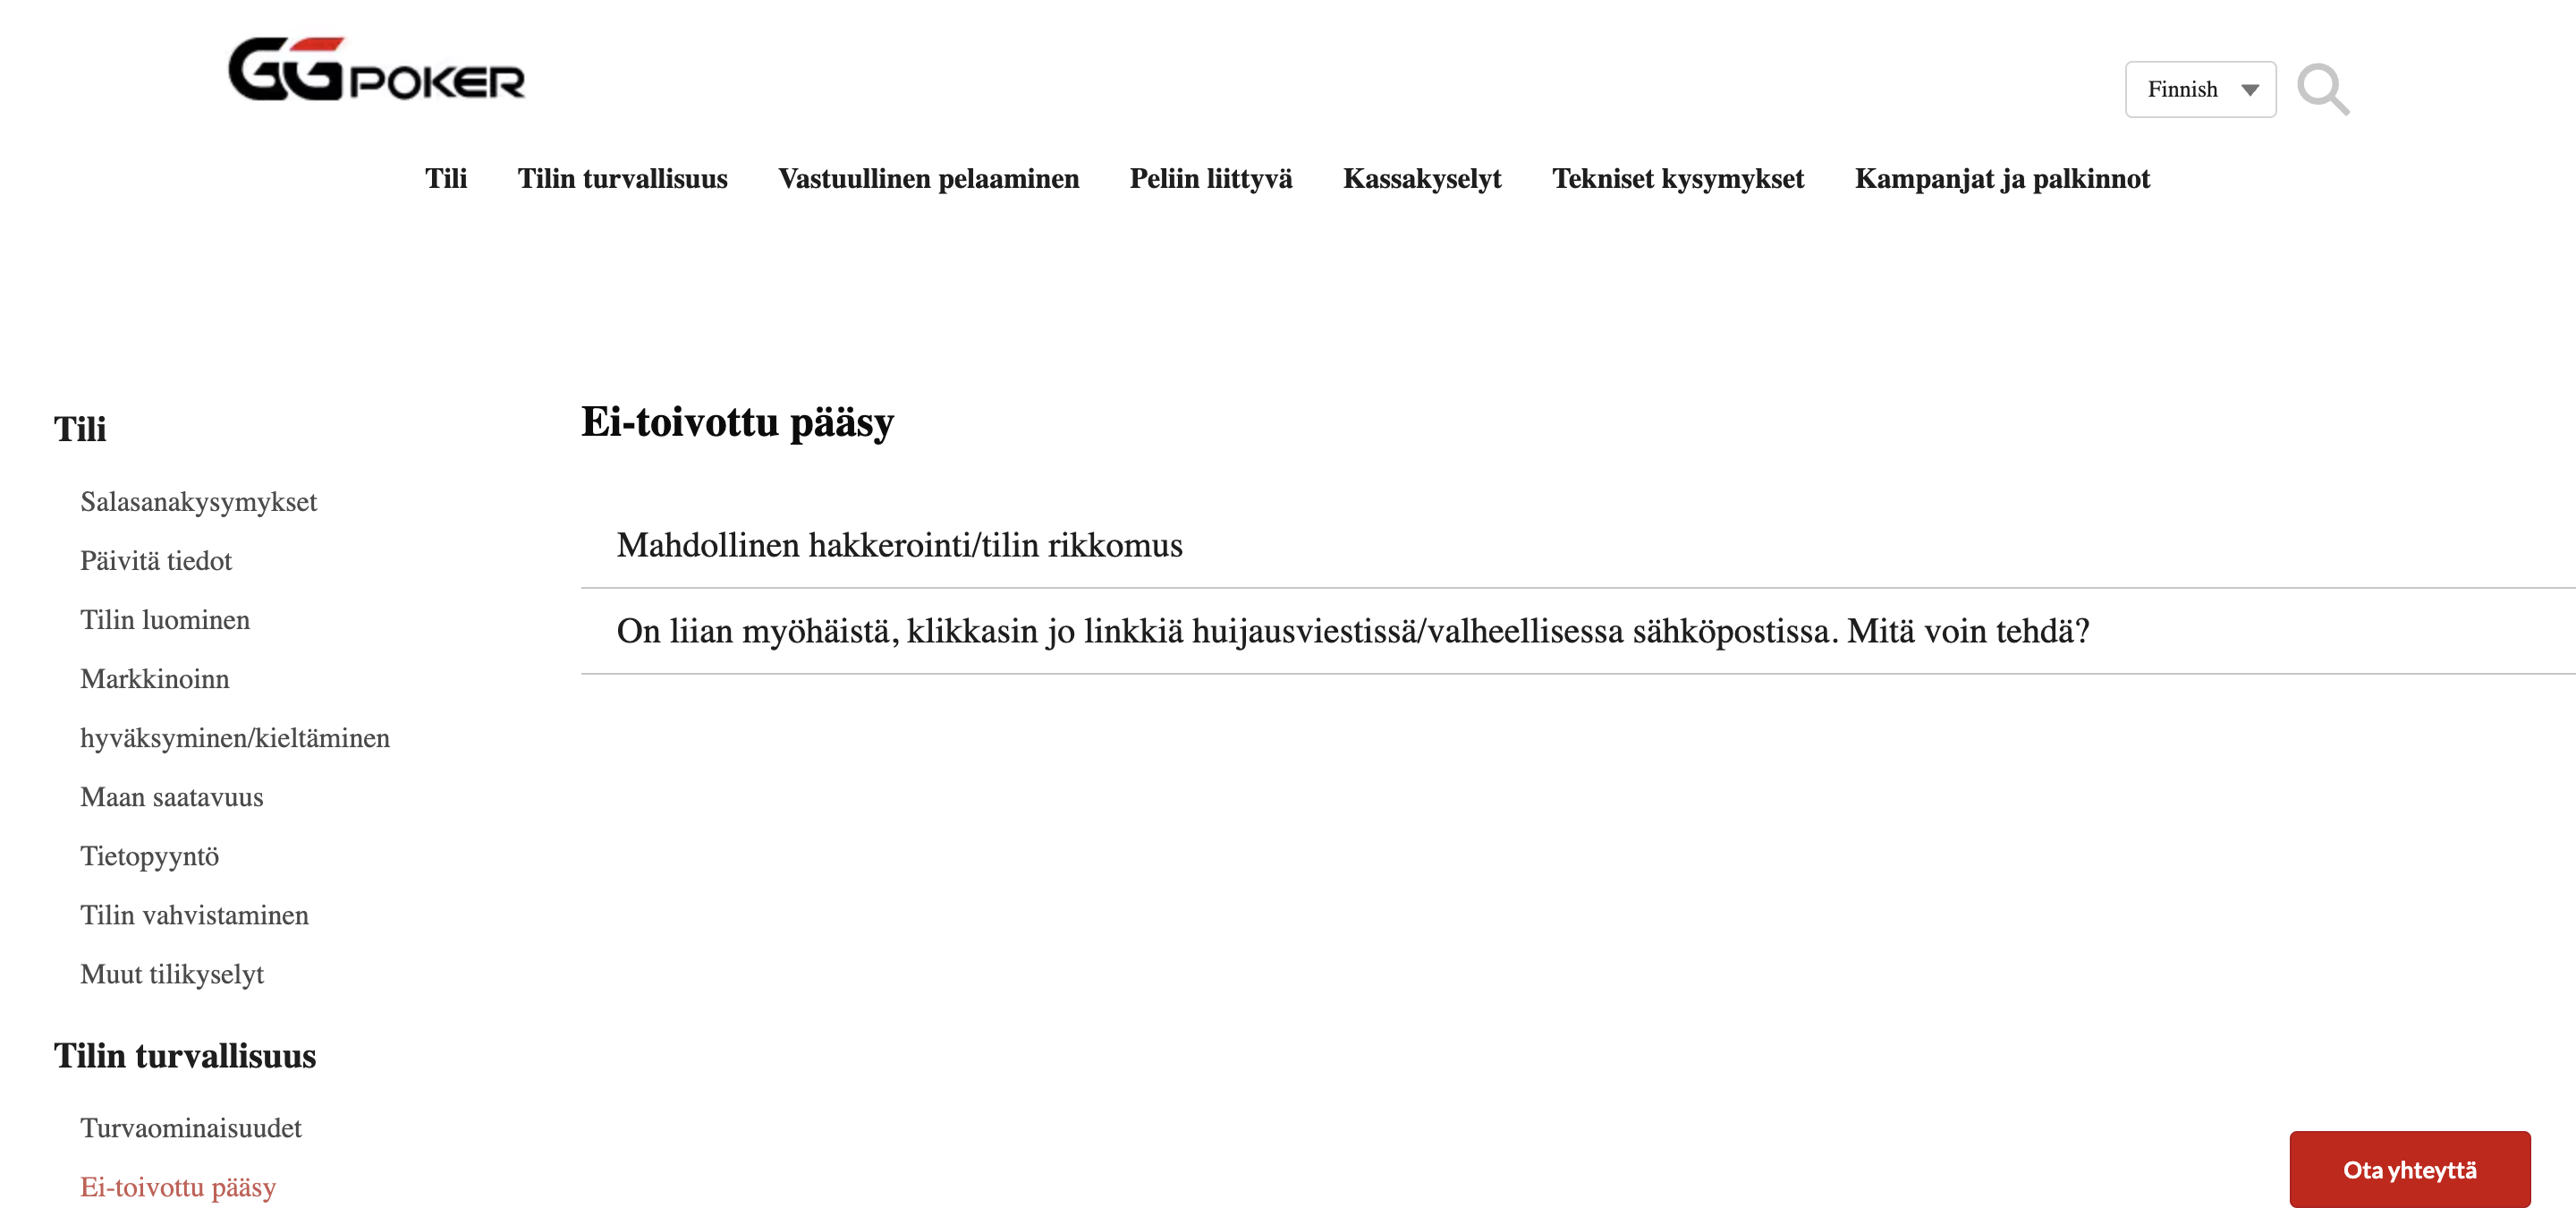 GGPOKER
Finnish
Tili Tilin turvallisuus Vastuullinen pelaaminen Peliin liittyvä Kassakyselyt Tekniset kysymykset Kampanjat ja palkinnot
Tili
Salasanakysymykset
Päivitä tiedot
Tilin luominen
Markkinoinn
hyväksyminen/kieltäminen
Maan saatavuus
Tietopyyntö
Tilin vahvistaminen
Muut tilikyselyt
Tilin turvallisuus
Turvaominaisuudet
Ei-toivottu pääsy
Ei-toivottu pääsy
Mahdollinen hakkerointi/tilin rikkomus
On liian myöhäistä, klikkasin jo linkkiä huijausviestissä/valheellisessa sähköpostissa. Mitä voin tehdä?
Ota yhteyttä